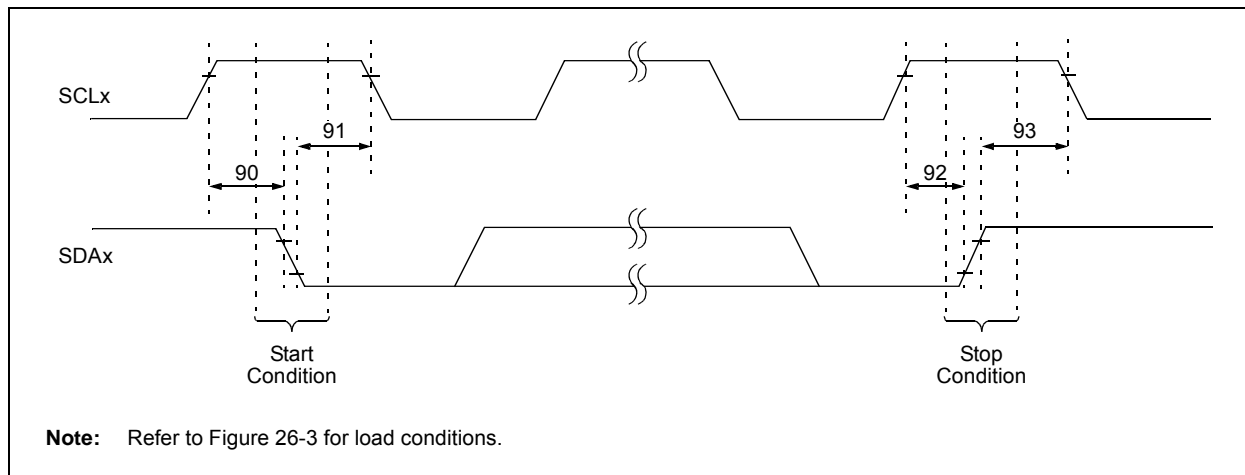 SCLx
91
93
90
92
SDAx
Start
Condition
Stop
Condition
Note: Refer to Figure 26-3 for load conditions.